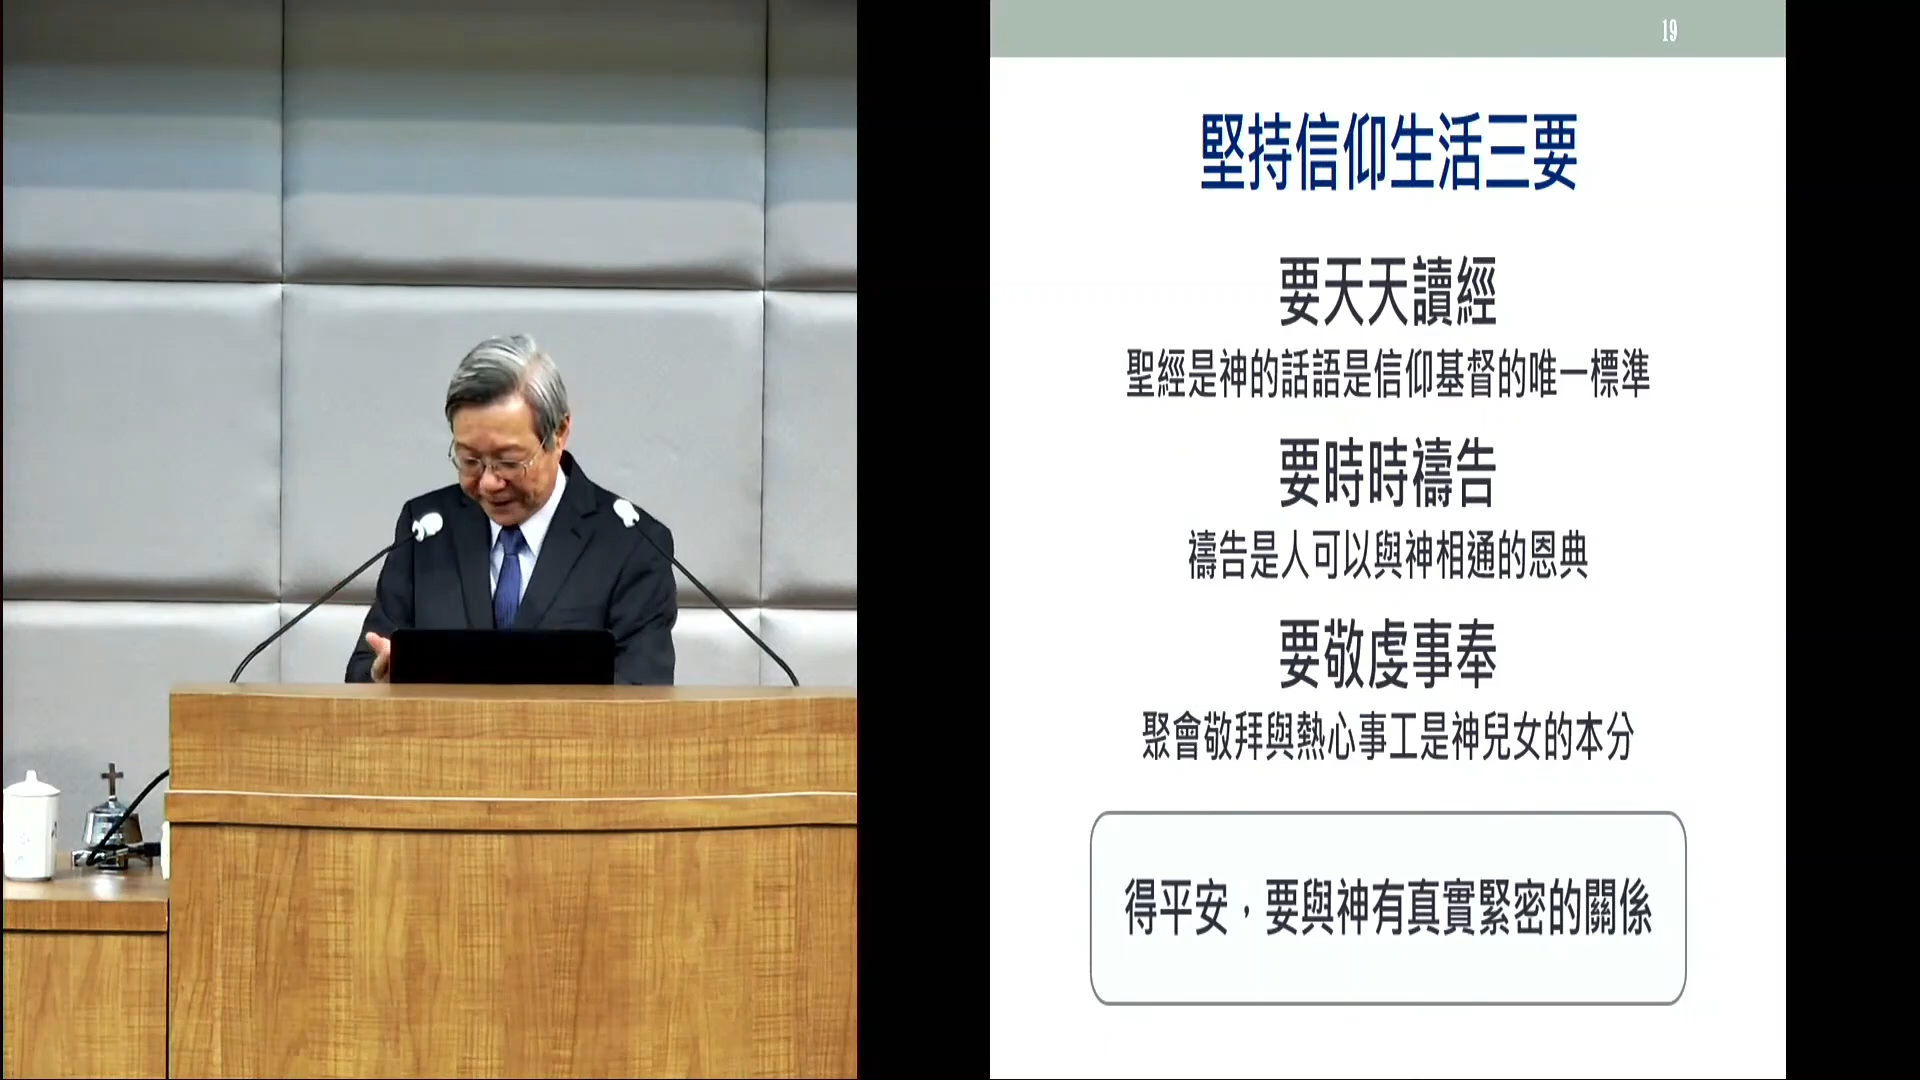 19
堅持信仰生活三要
要天天讀經
聖經是神的話語是信仰基督的唯一標準
要時時禱告
禱告是人可以與神相通的恩典
要敬虔事奉
聚會敬拜與熱心事工是神兒女的本分
得平安，要與神有真實緊密的關係